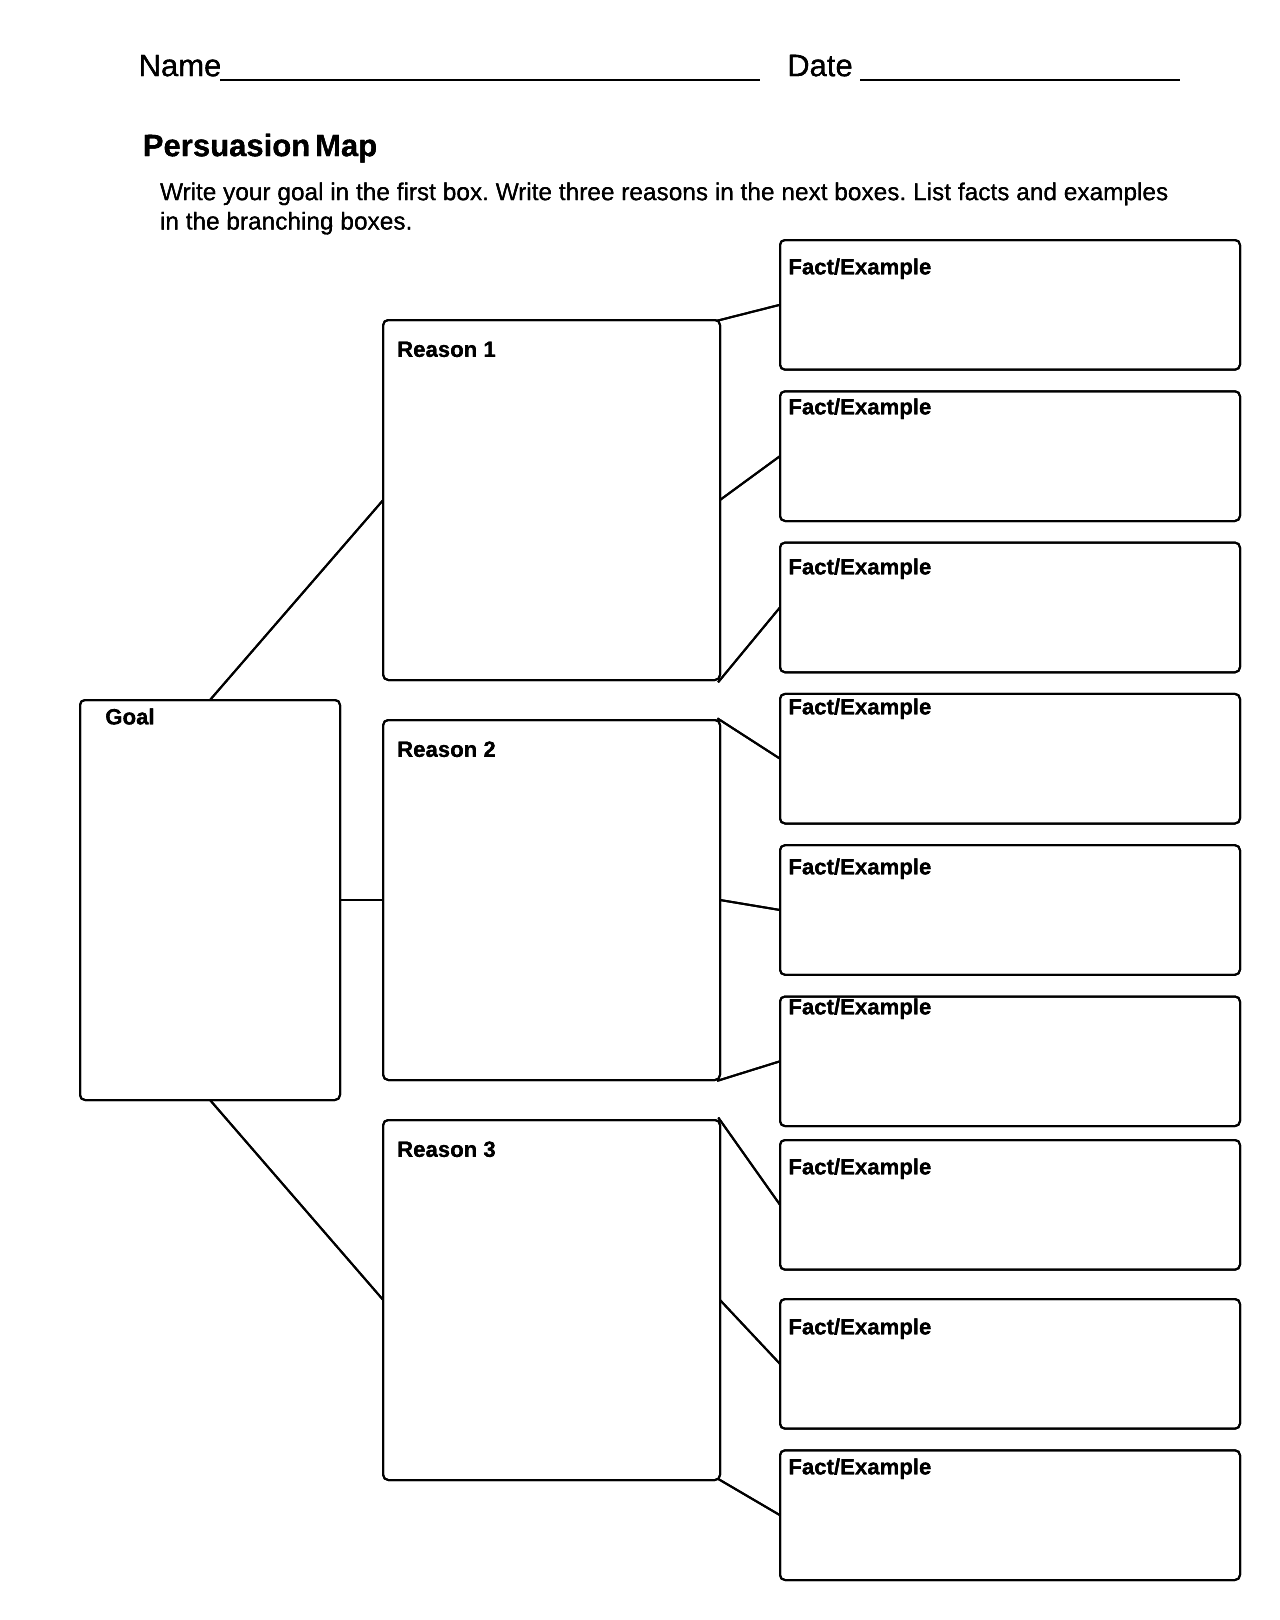 Name Date
Persuasion Map
Write your goal in the first box. Write three reasons in the next boxes. List facts and examples
in the branching boxes.
Fact/Example
Reason 1
Fact/Example
Fact/Example
Fact/Example
Goal
Reason 2
Fact/Example
Fact/Example
Reason 3
Fact/Example
Fact/Example
Fact/Example